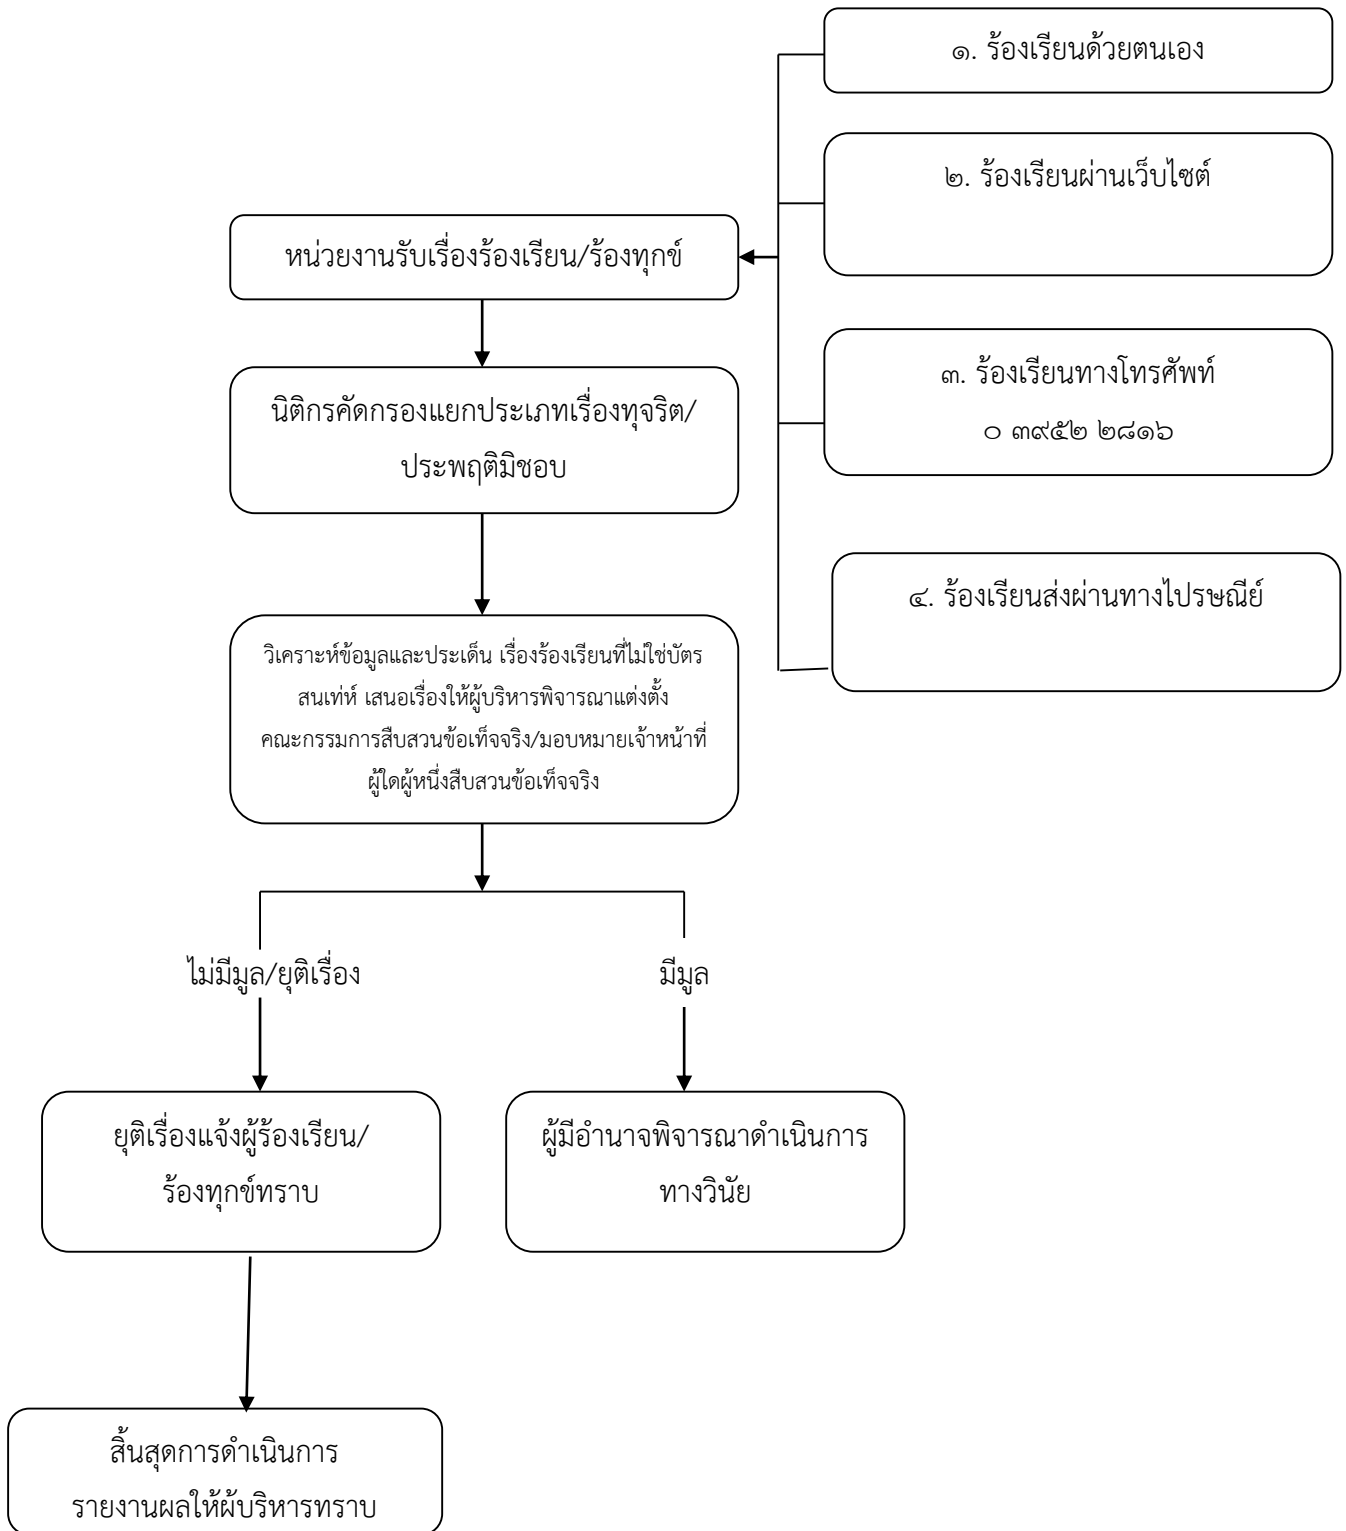 ๑. ร้องเรียนด้วยตนเอง
๒. ร้องเรียนผ่านเว็บไซต์
๓. ร้องเรียนทางโทรศัพท์
๐ ๓๙๕๒ ๒๘๑๖
๔. ร้องเรียนส่งผ่านทางไปรษณีย์
หน่วยงานรับเรื่องร้องเรียน/ร้องทุกข์
นิติกรคัดกรองแยกประเภทเรื่องทุจริต/
ประพฤติมิชอบ
วิเคราะห์ข้อมูลและประเด็น เรื่องร้องเรียนที่ไม่ใช่บัตร
สนเท่ห์ เสนอเรื่องให้ผู้บริหารพิจารณาแต่งตั้ง
คณะกรรมการสืบสวนข้อเท็จจริง/มอบหมายเจ้าหน้าที่
ผู้ใดผู้หนึ่งสืบสวนข้อเท็จจริง
ไม่มีมูล/ยุติเรื่อง
มีมูล
ยุติเรื่องแจ้งผู้ร้องเรียน/
ร้องทุกข์ทราบ
ผู้มีอำนาจพิจารณาดำเนินการ
ทางวินัย
สิ้นสุดการดำเนินการ
รายงานผลให้ผู้บริหารทราบ